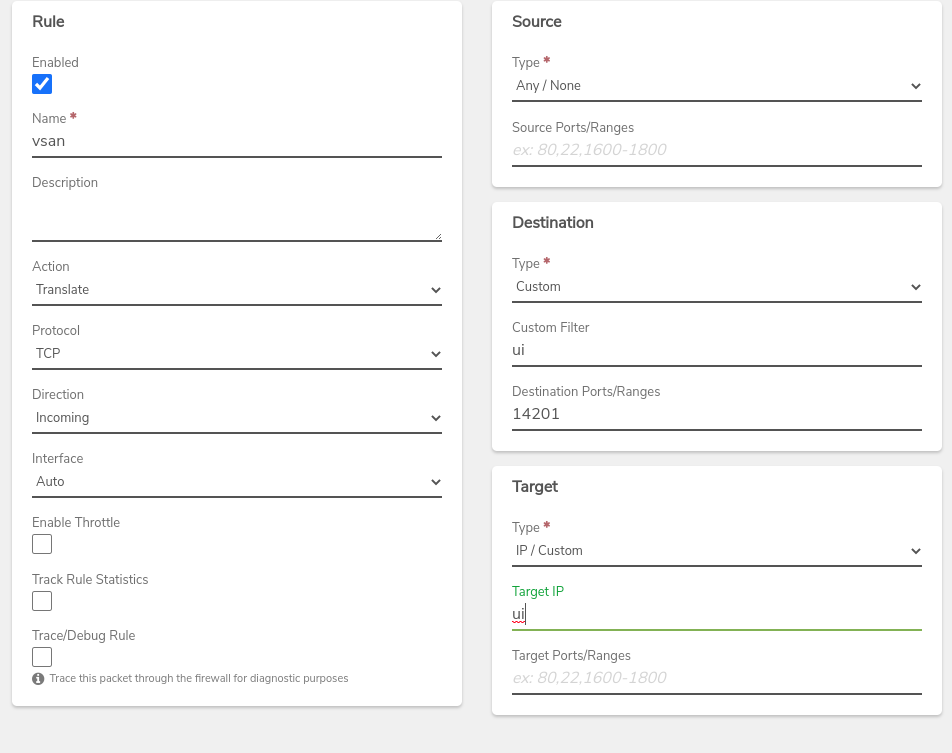 Rule
Enabled
Name *
vsan
Description
Action
Translate
Protocol
TCP
Direction
Incoming
Interface
Auto
Enable Throttle
Track Rule Statistics
Trace/Debug Rule
Trace this packet through the firewall for diagnostic purposes
Source
Type *
Any / None
Source Ports/Ranges
ex: 80,22,1600-1800
Destination
Type *
Custom
Custom Filter
ui
Destination Ports/Ranges
14201
Target
Type *
IP / Custom
Target IP
ui
Target Ports/Ranges
ex: 80,22,1600-1800